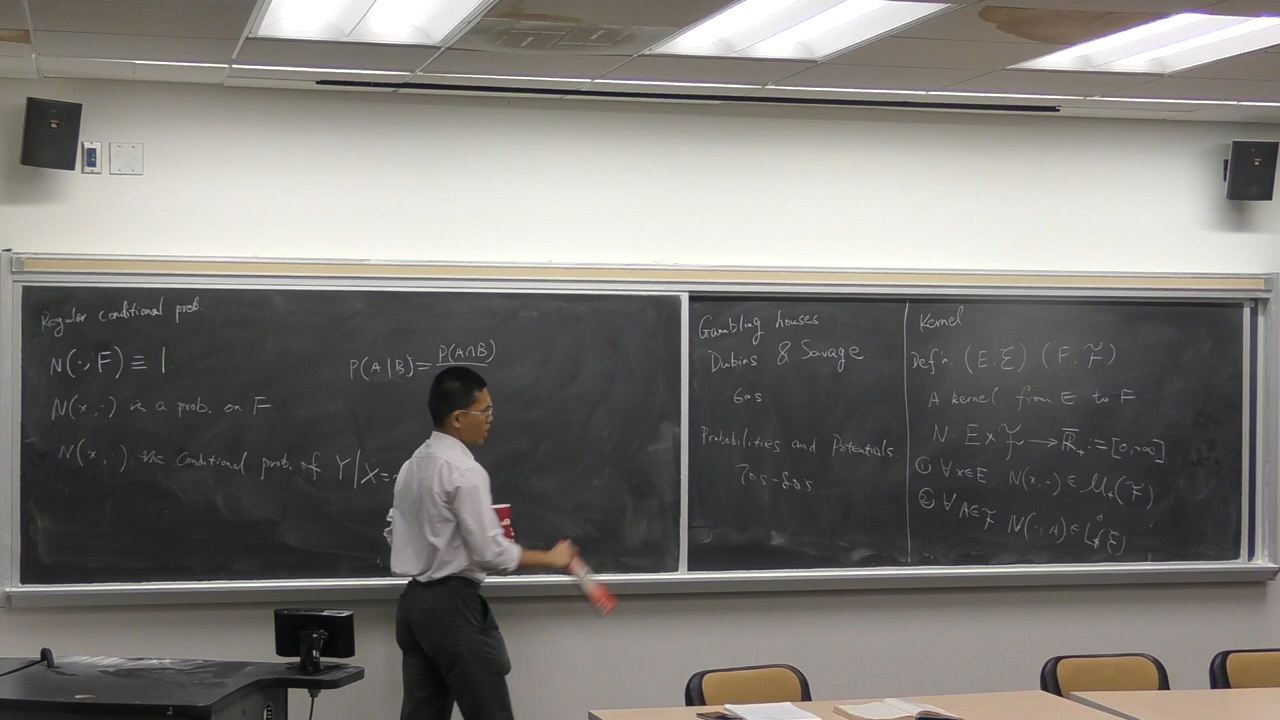 Regular Conditional prob.
N(·, F) ≡ 1
P(A|B) = P(A∩B)
N(x, ·) is a prob. on F
N(x, ·) the Conditional prob. of Y|X=
Gambling houses
Dubins & Savage
60s
Probabilities and Potentials
70s-80s
Kernel
Def'n. (E, ℰ) (F, ℱ)
A kernel from E to F
N: E × ℱ → R̄₊ := [0, ∞]
① ∀ x∈E, N(x, ·) ∈ M₊(ℱ)
② ∀ A∈ℱ N(·, A) ∈ L⁰₊(ℰ)